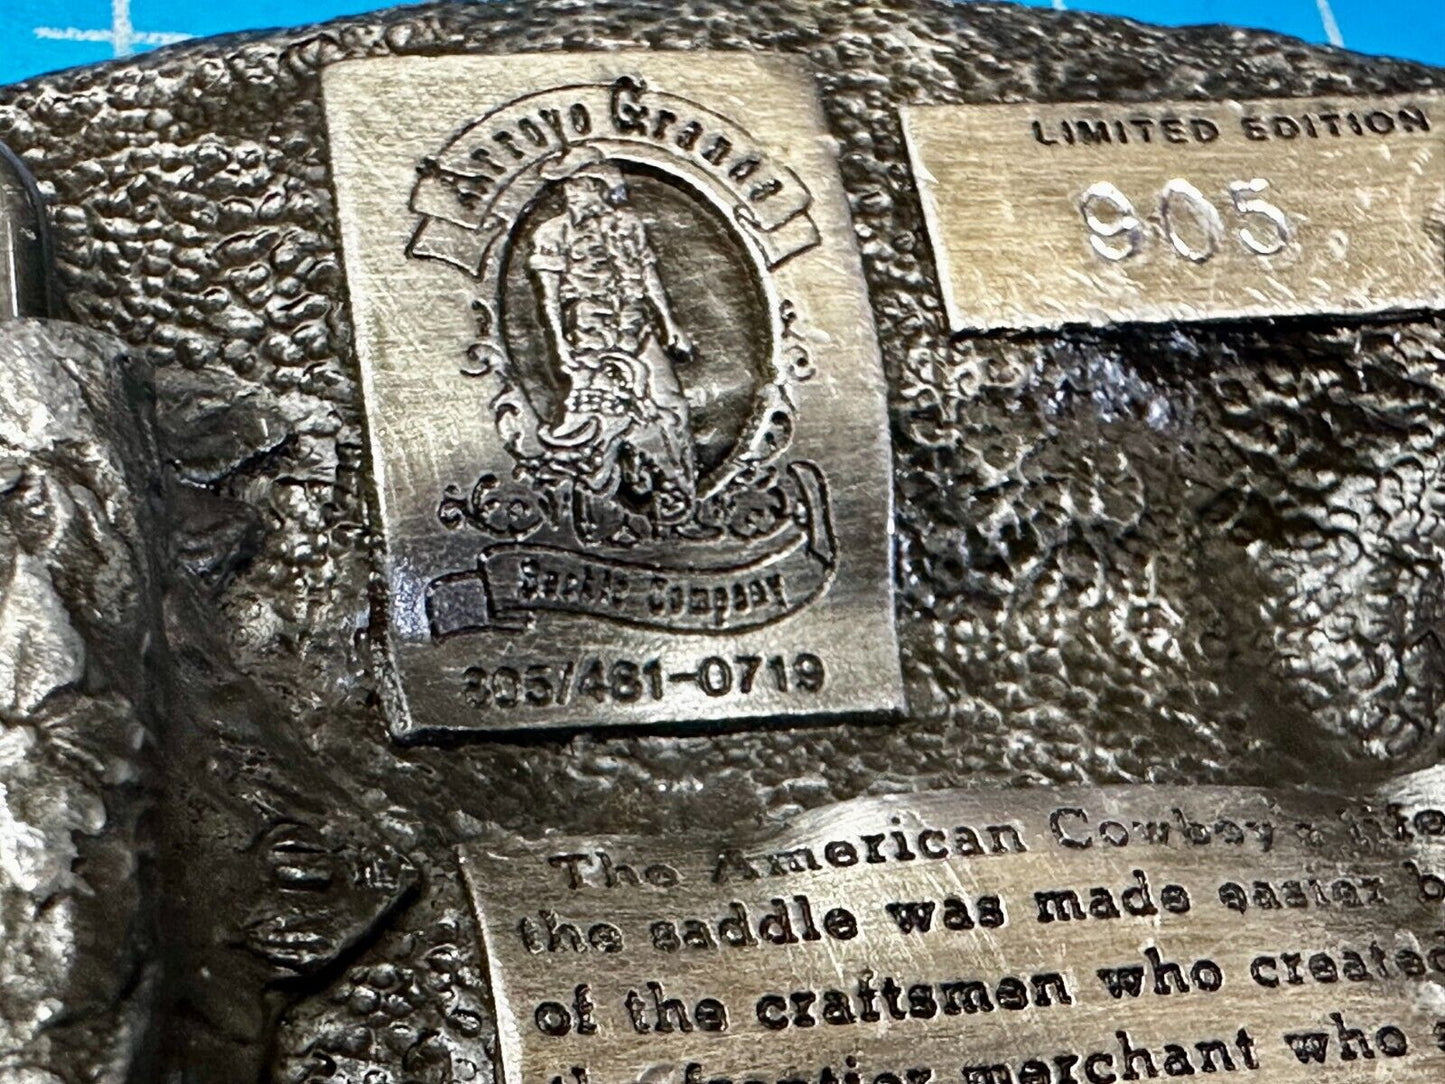 Arroyo Grande
Saddle Company
805/481-0719
LIMITED EDITION
905
The American Cowboy's life
the saddle was made easier b
of the craftsmen who created
frontier merchant who s